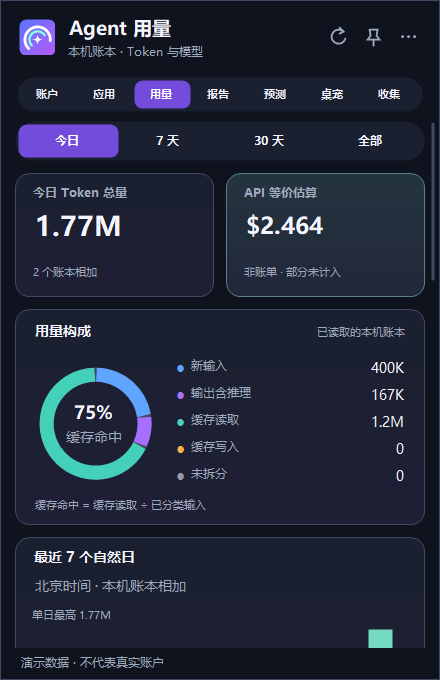 Agent 用量
本机账本 · Token 与模型
账户 应用 用量 报告 预测 桌宠 收集
今日 7 天 30 天 全部
今日 Token 总量
1.77M
2 个账本相加
API 等价估算
$2.464
非账单 · 部分未计入
用量构成 已读取的本机账本
75%
缓存命中
新输入 400K
输出含推理 167K
缓存读取 1.2M
缓存写入 0
未拆分 0
缓存命中 = 缓存读取 ÷ 已分类输入
最近 7 个自然日
北京时间 · 本机账本相加
单日最高 1.77M
演示数据 · 不代表真实账户